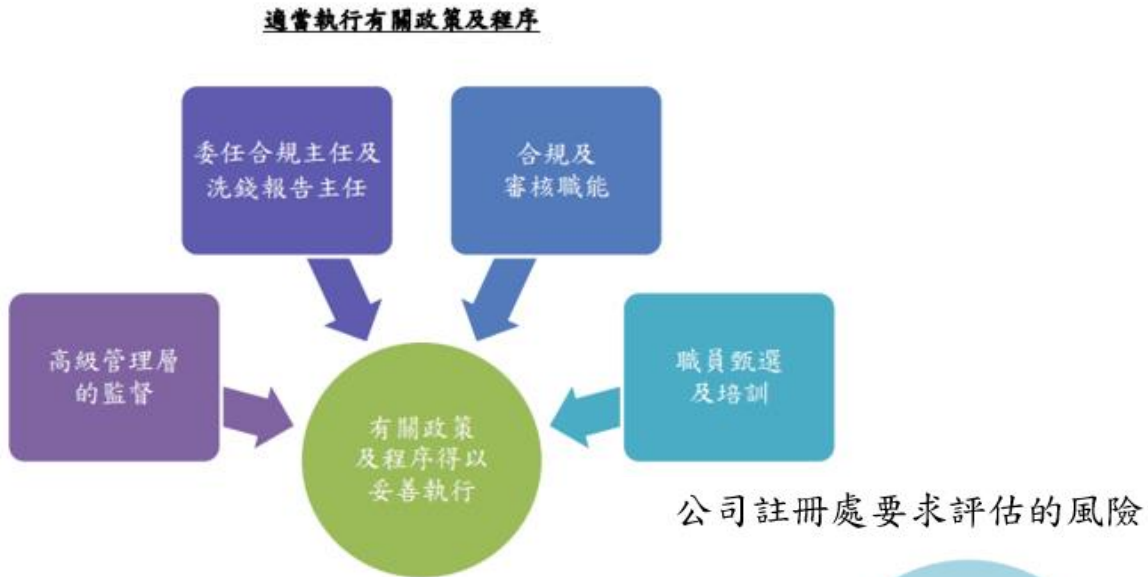 適當執行有關政策及程序
委任合規主任及
洗錢報告主任
合規及
審核職能
高級管理層
的監督
職員甄選
及培訓
有關政策
及程序得以
妥善執行
公司註冊處要求評估的風險